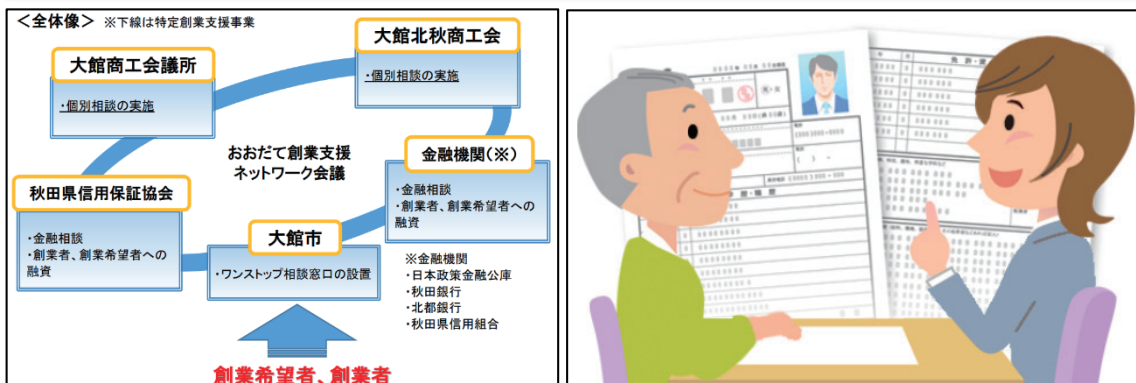 ＜全体像＞ ※下線は特定創業支援事業
大館商工会議所
・個別相談の実施
大館北秋商工会
・個別相談の実施
おおだて創業支援
ネットワーク会議
秋田県信用保証協会
・金融相談
・創業者、創業希望者への
融資
大館市
・ワンストップ相談窓口の設置
金融機関(※)
・金融相談
・創業者、創業希望者への
融資
※金融機関
・日本政策金融公庫
・秋田銀行
・北都銀行
・秋田県信用組合
創業希望者、創業者